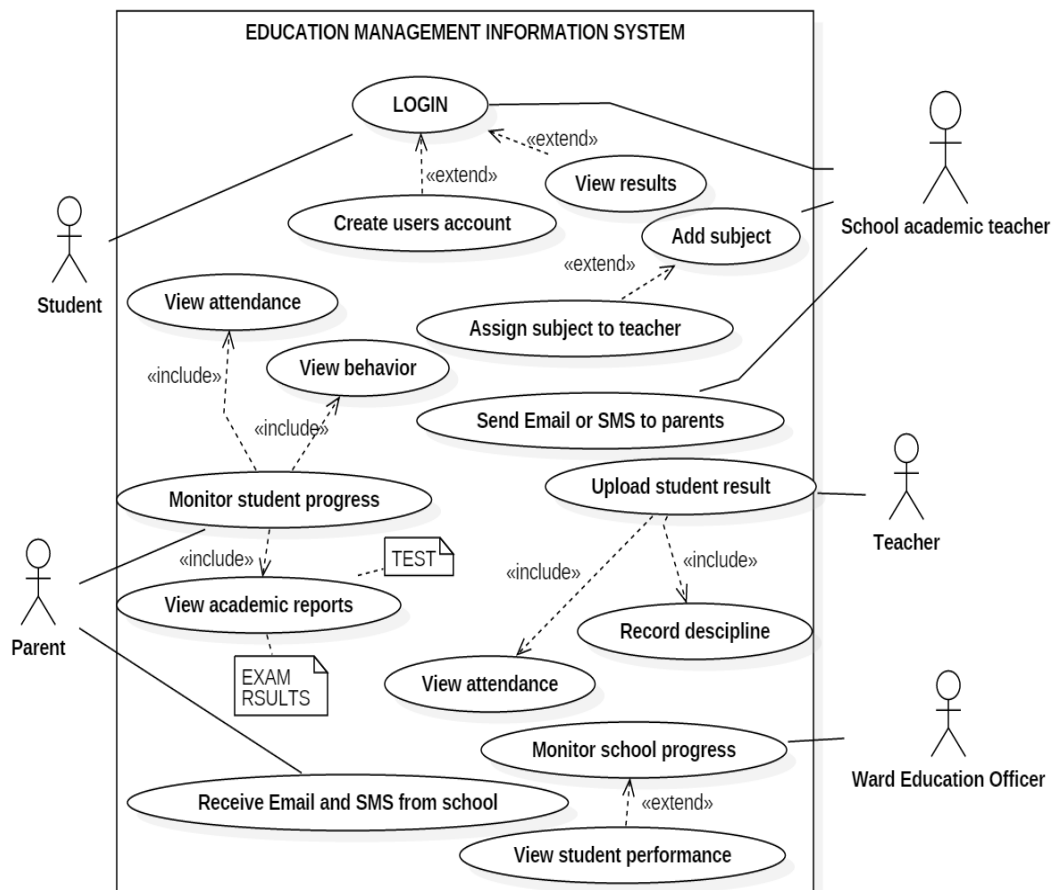 EDUCATION MANAGEMENT INFORMATION SYSTEM
LOGIN
«extend»
«extend»
View results
Create users account
Add subject
School academic teacher
«extend»
Student
View attendance
Assign subject to teacher
View behavior
«include»
«include»
Send Email or SMS to parents
Monitor student progress
Upload student result
Teacher
«include»
TEST
«include»
«include»
View academic reports
Parent
Record descipline
EXAM
RSULTS
View attendance
Monitor school progress
Ward Education Officer
Receive Email and SMS from school
«extend»
View student performance